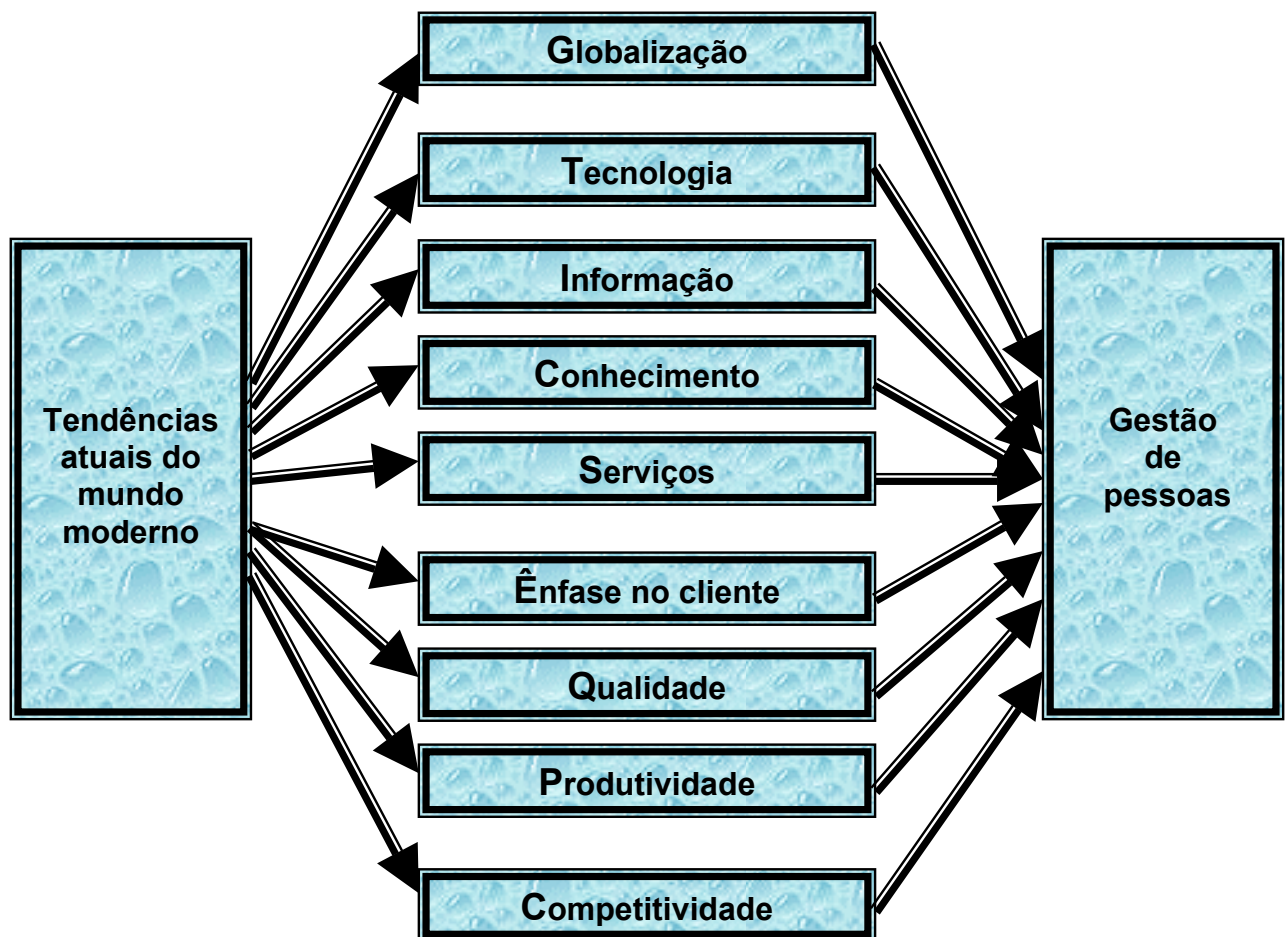 Tendências
atuais do
mundo
moderno
Globalização
Tecnologia
Informação
Conhecimento
Serviços
Ênfase no cliente
Qualidade
Produtividade
Competitividade
Gestão
de
pessoas